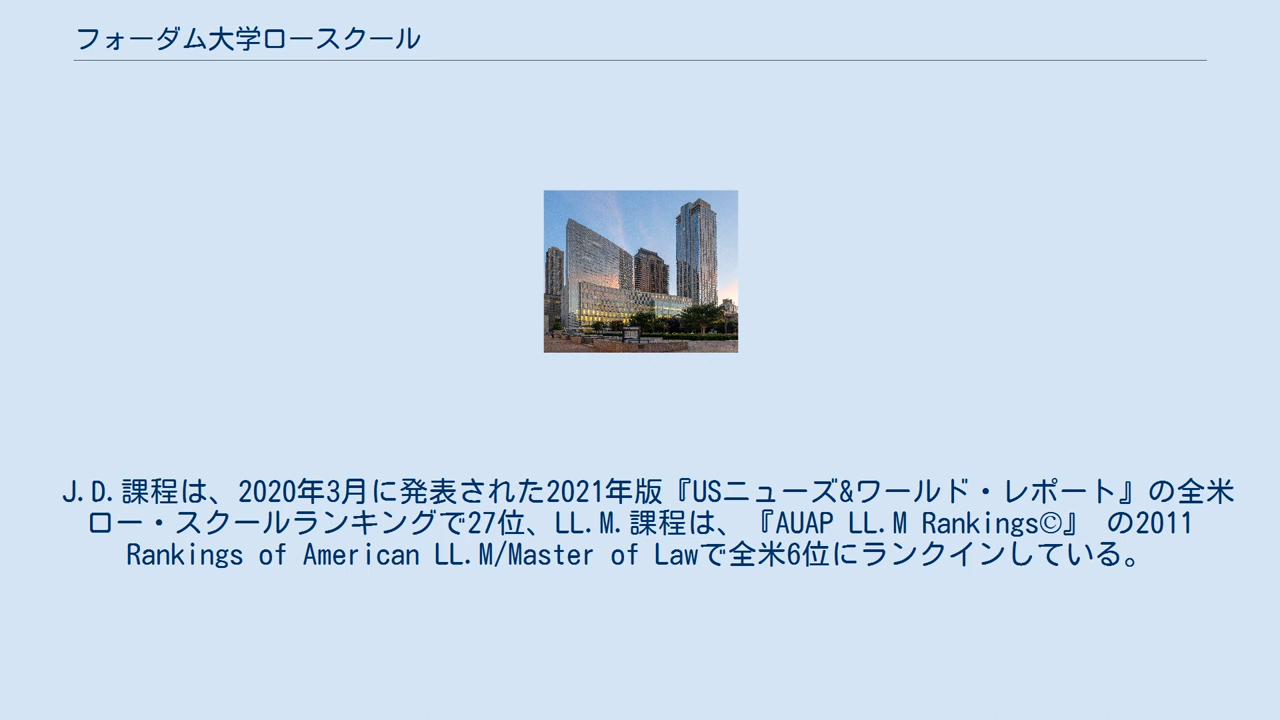 フォーダム大学ロースクール
J.D.課程は、2020年3月に発表された2021年版『USニューズ&ワールド・レポート』の全米
ロー・スクールランキングで27位、LL.M.課程は、『AUAP LL.M Rankings©』 の2011
Rankings of American LL.M/Master of Lawで全米6位にランクインしている。